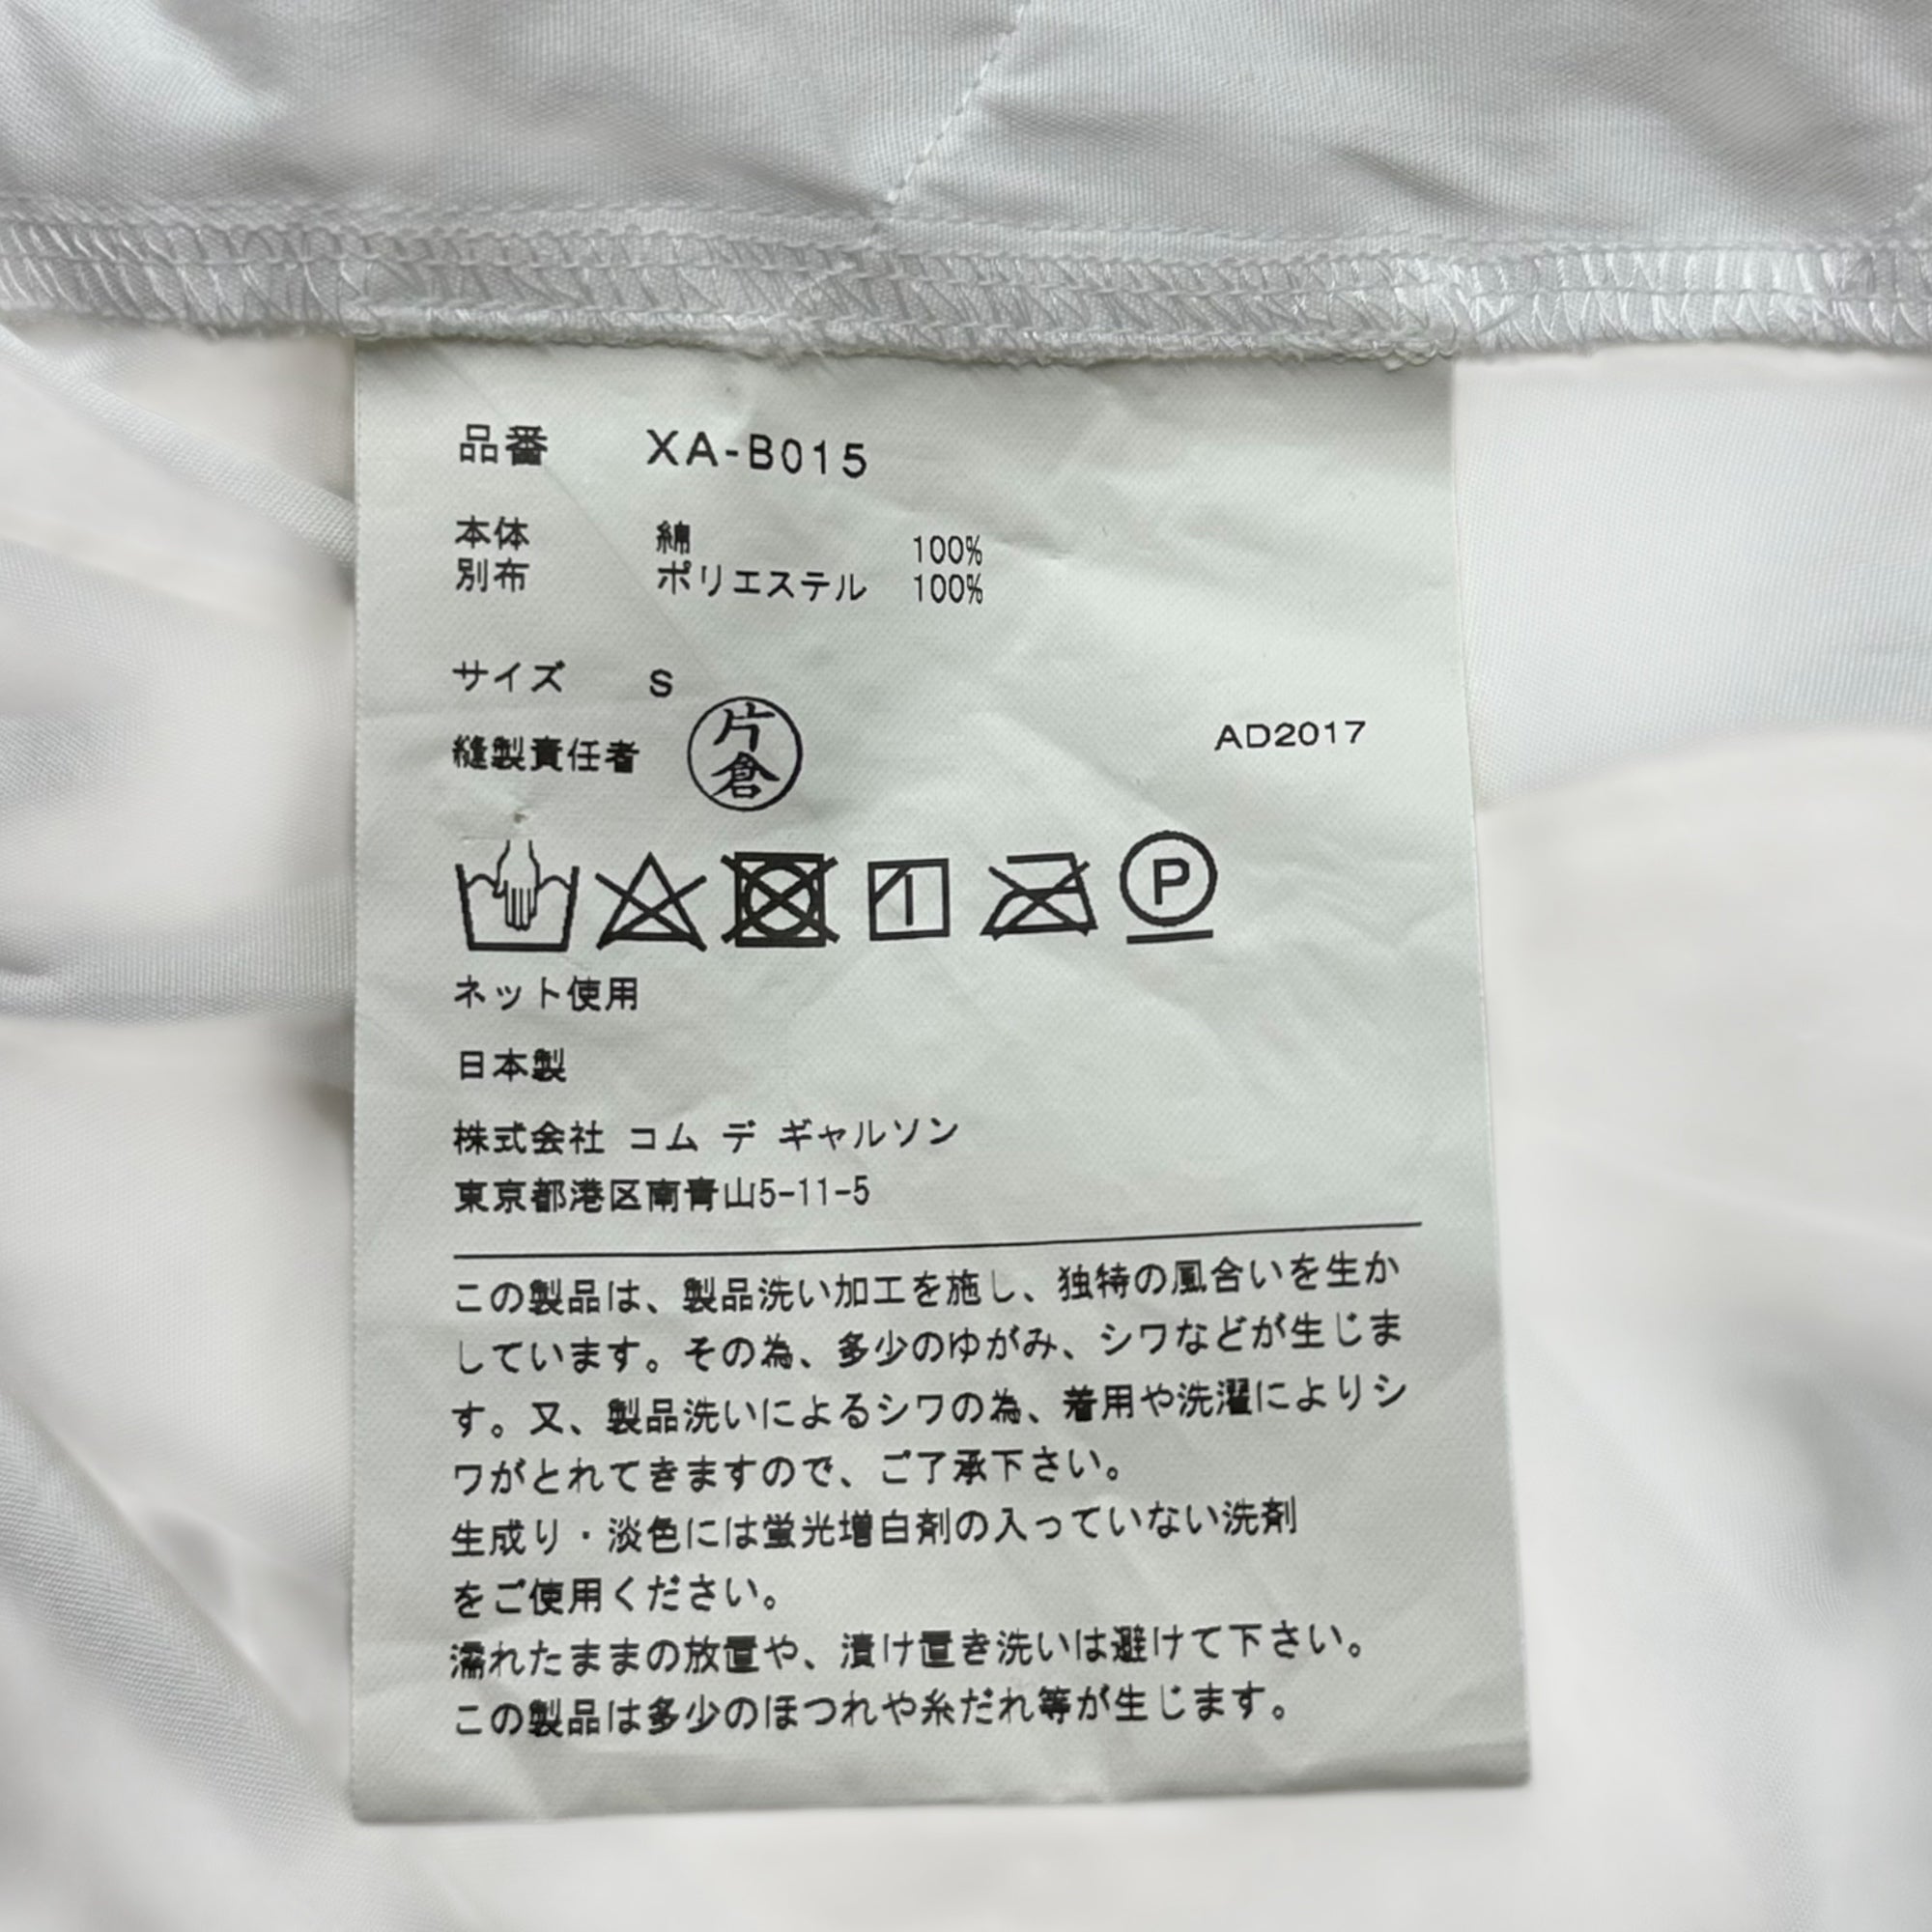 品番 XA-B015
本体 綿 100%
別布 ポリエステル 100%
サイズ S
縫製責任者 片倉 AD2017
P
ネット使用
日本製
株式会社 コム デ ギャルソン
東京都港区南青山5-11-5
この製品は、製品洗い加工を施し、独特の風合いを生か
しています。その為、多少のゆがみ、シワなどが生じま
す。又、製品洗いによるシワの為、着用や洗濯によりシ
ワがとれてきますので、ご了承下さい。
生成り・淡色には蛍光増白剤の入っていない洗剤
をご使用ください。
濡れたままの放置や、漬け置き洗いは避けて下さい。
この製品は多少のほつれや糸だれ等が生じます。